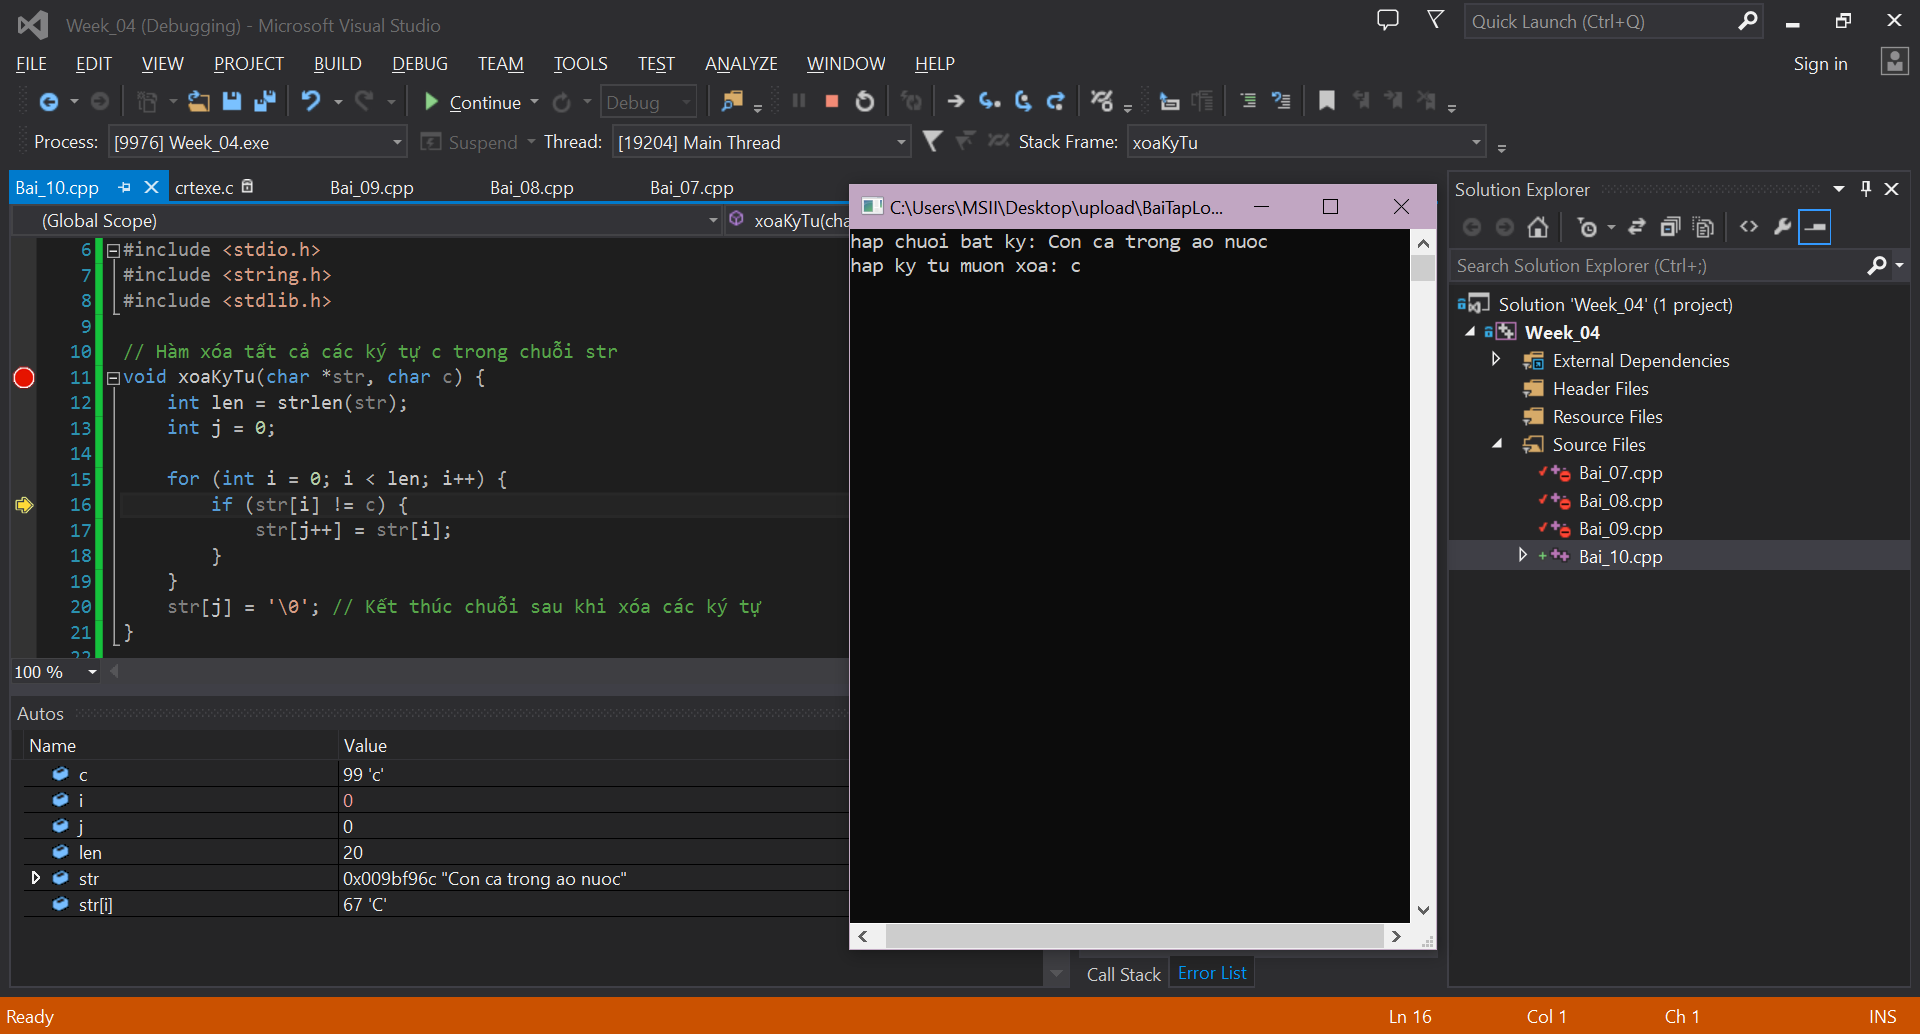 Week_04 (Debugging) - Microsoft Visual Studio
Quick Launch (Ctrl+Q)
FILE EDIT VIEW PROJECT BUILD DEBUG TEAM TOOLS TEST ANALYZE WINDOW HELP
Sign in
Continue
Debug
Process: [9976] Week_04.exe
Suspend
Thread: [19204] Main Thread
Stack Frame: xoaKyTu
Bai_10.cpp crtexe.c Bai_09.cpp Bai_08.cpp Bai_07.cpp
(Global Scope)
xoaKyTu(cha
6 #include <stdio.h>
7 #include <string.h>
8 #include <stdlib.h>
9
10 // Hàm xóa tất cả các ký tự c trong chuỗi str
11 void xoaKyTu(char *str, char c) {
12 int len = strlen(str);
13 int j = 0;
14
15 for (int i = 0; i < len; i++) {
16 if (str[i] != c) {
17 str[j++] = str[i];
18 }
19 }
20 str[j] = '\0'; // Kết thúc chuỗi sau khi xóa các ký tự
21 }
22
100 %
Autos
Name Value
c 99 'c'
i 0
j 0
len 20
str 0x009bf96c "Con ca trong ao nuoc"
str[i] 67 'C'
C:\Users\MSII\Desktop\upload\BaiTapLo...
hap chuoi bat ky: Con ca trong ao nuoc
hap ky tu muon xoa: c
Call Stack Error List
Solution Explorer
Search Solution Explorer (Ctrl+;)
Solution 'Week_04' (1 project)
Week_04
External Dependencies
Header Files
Resource Files
Source Files
Bai_07.cpp
Bai_08.cpp
Bai_09.cpp
Bai_10.cpp
Ready
Ln 16 Col 1 Ch 1 INS